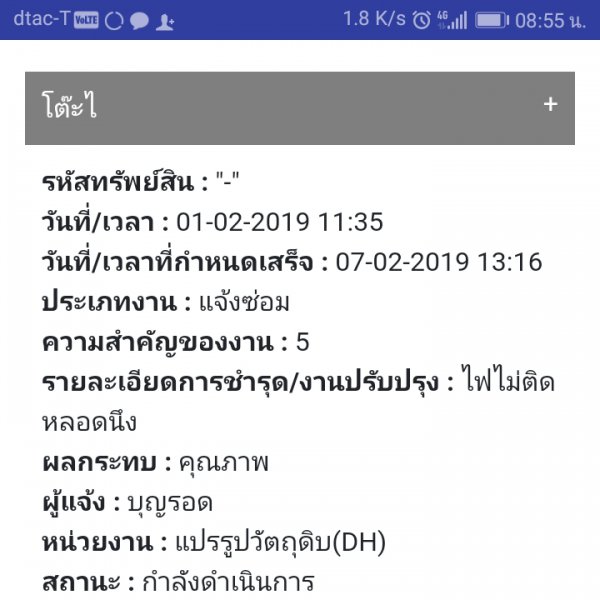 dtac-T VoLTE 1.8 K/s 4G 08:55 น.
โต๊ะไ +
รหัสทรัพย์สิน : "-"
วันที่/เวลา : 01-02-2019 11:35
วันที่/เวลาที่กำหนดเสร็จ : 07-02-2019 13:16
ประเภทงาน : แจ้งซ่อม
ความสำคัญของงาน : 5
รายละเอียดการชำรุด/งานปรับปรุง : ไฟไม่ติด
หลอดนึง
ผลกระทบ : คุณภาพ
ผู้แจ้ง : บุญรอด
หน่วยงาน : แปรรูปวัตถุดิบ(DH)
สถานะ : กำลังดำเนินการ